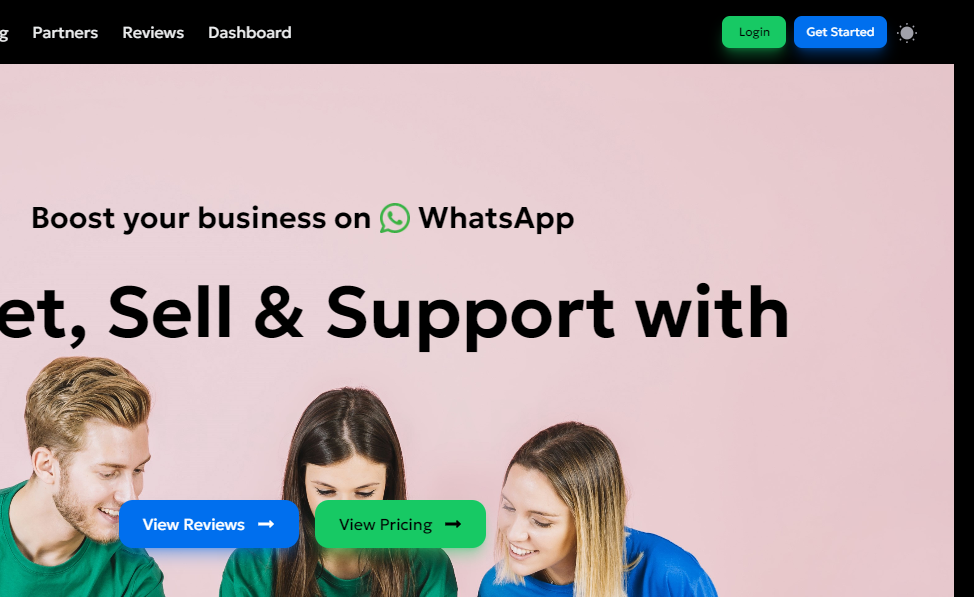 g Partners Reviews Dashboard Login Get Started
Boost your business on WhatsApp
et, Sell & Support with
View Reviews View Pricing